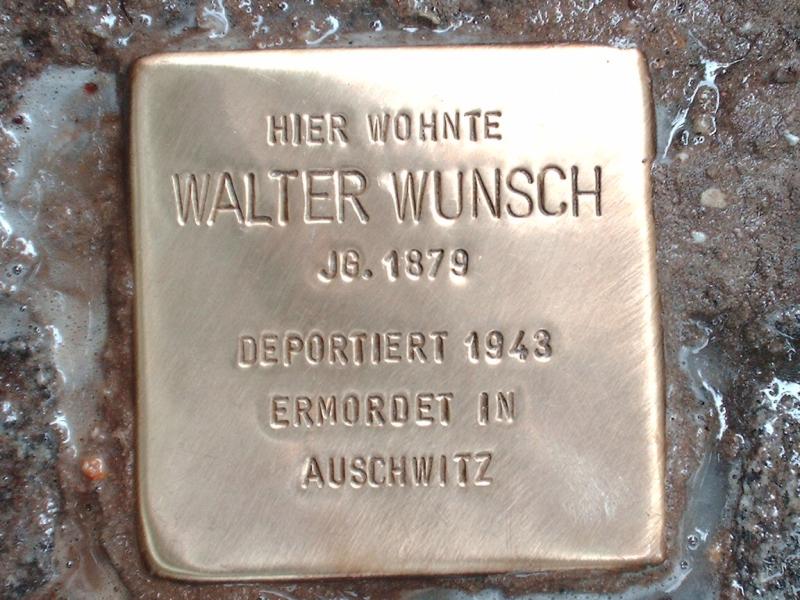 HIER WOHNTE
WALTER WUNSCH
JG. 1879
DEPORTIERT 1943
ERMORDET IN
AUSCHWITZ